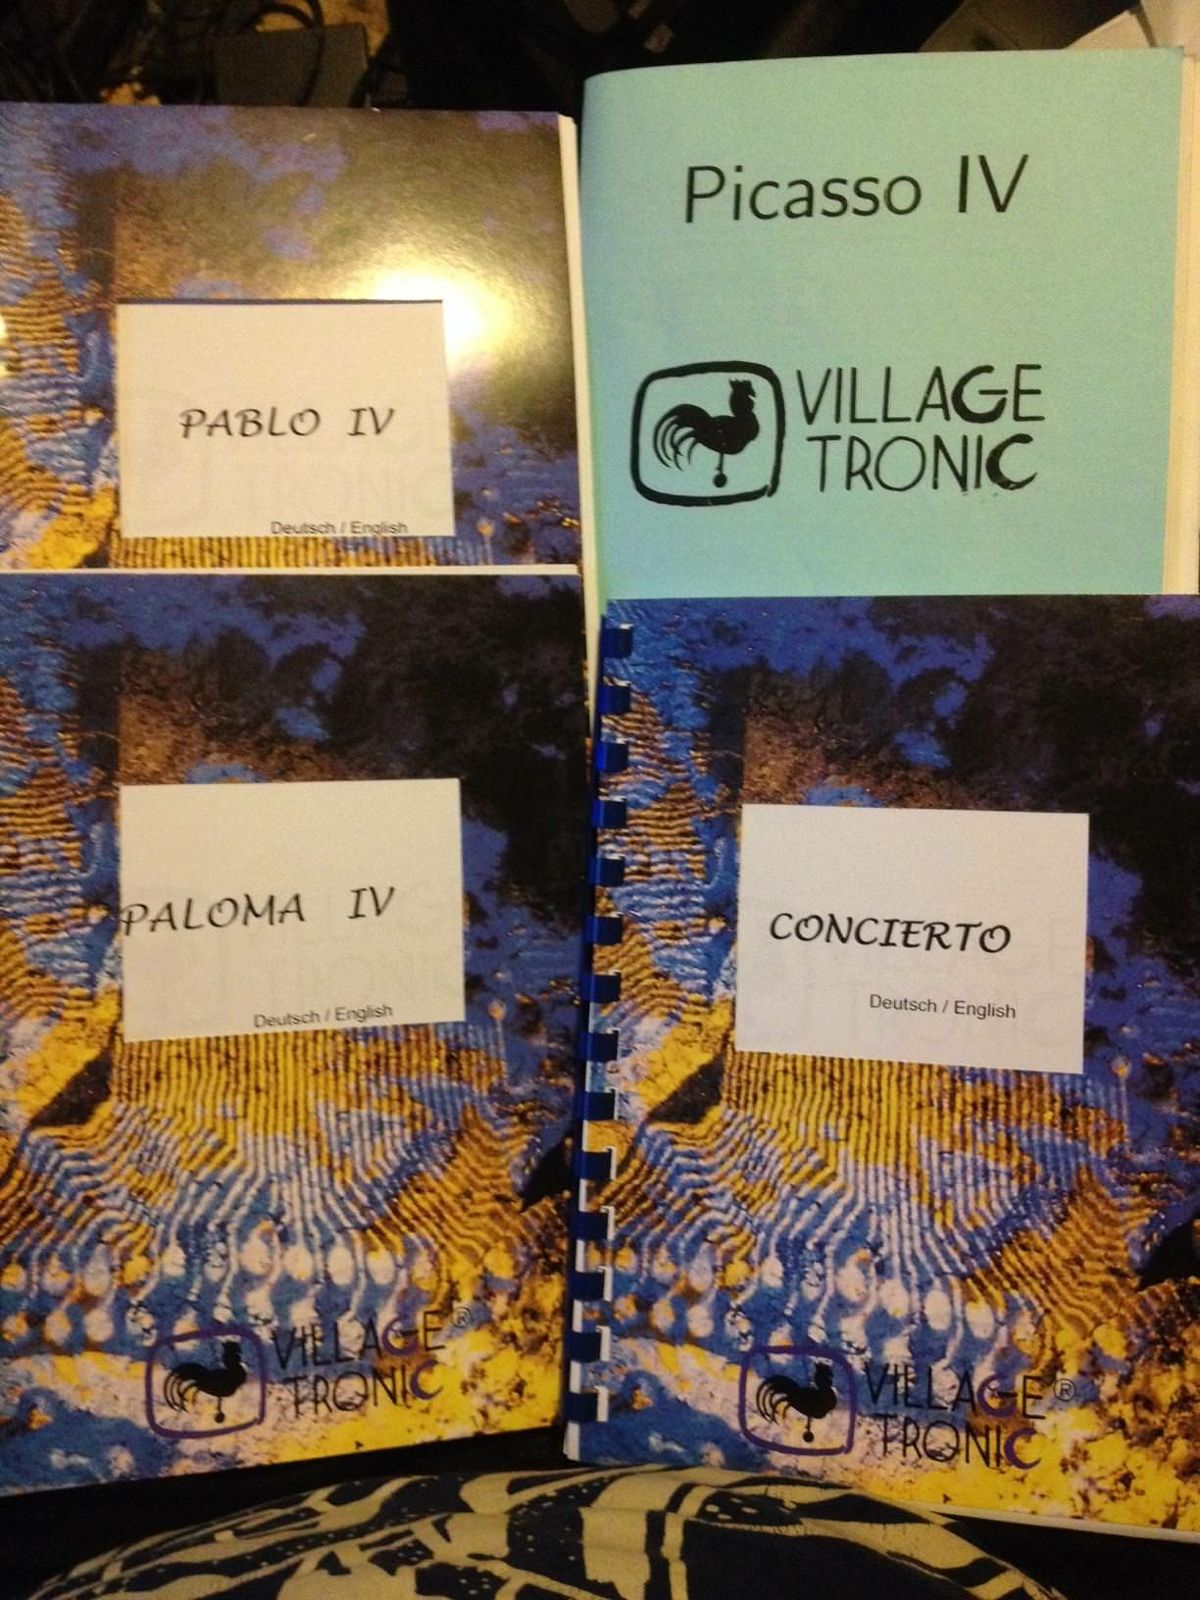 PABLO IV
Deutsch / English
Picasso IV
VILLAGE
TRONIC
PALOMA IV
Deutsch / English
VILLAGE ®
TRONIC
CONCIERTO
Deutsch / English
VILLAGE ®
TRONIC